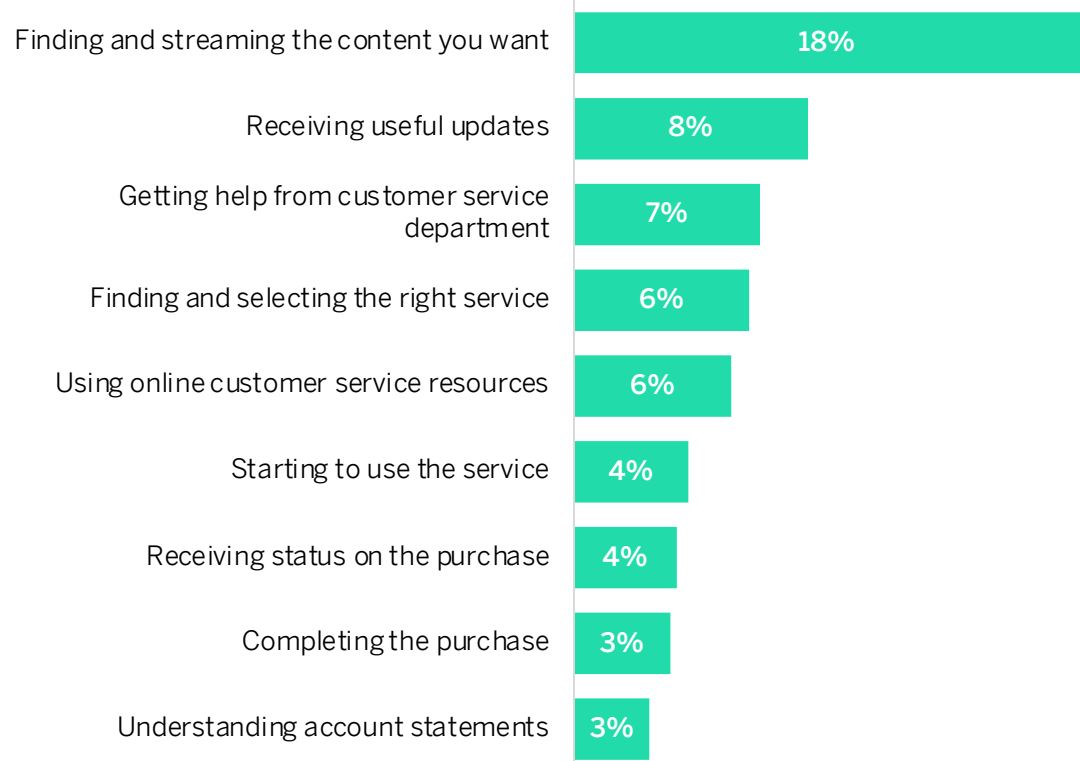 Finding and streaming the content you want
18%
Receiving useful updates
8%
Getting help from customer service
department
7%
Finding and selecting the right service
6%
Using online customer service resources
6%
Starting to use the service
4%
Receiving status on the purchase
4%
Completing the purchase
3%
Understanding account statements
3%